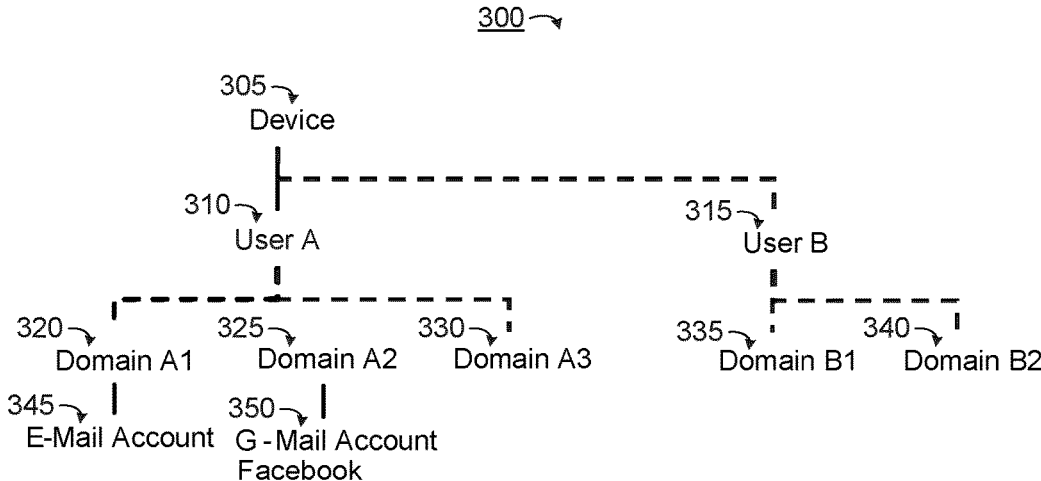 300
305
Device
310
315
User A
User B
320
325
330
335
340
Domain A1
Domain A2
Domain A3
Domain B1
Domain B2
345
350
E-Mail Account
G - Mail Account
Facebook